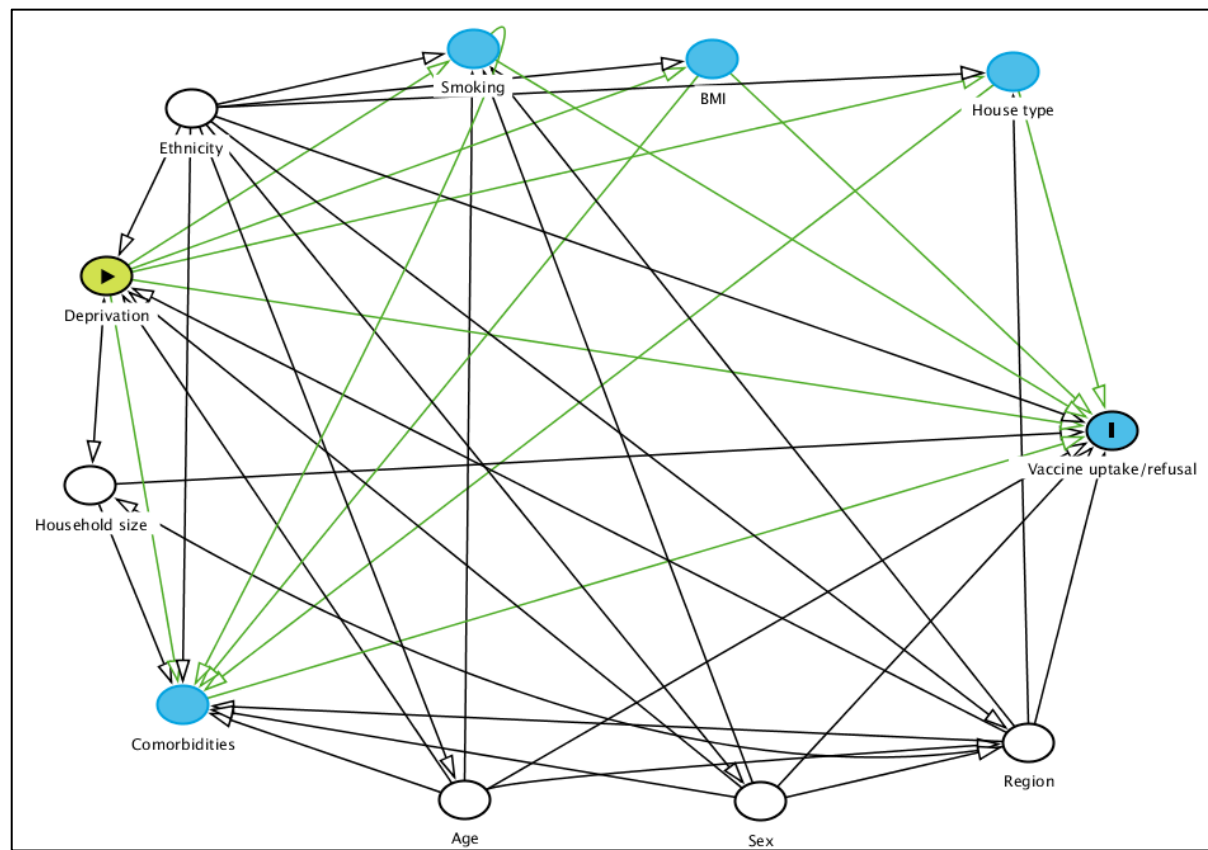 Smoking
BMI
House type
Ethnicity
Deprivation
Vaccine uptake/refusal
Household size
Comorbidities
Region
Age
Sex